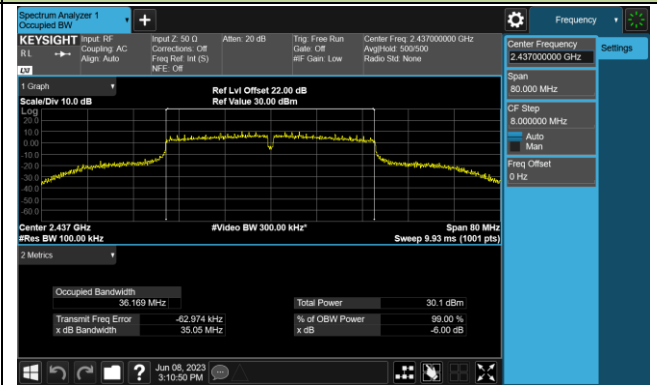 Spectrum Analyzer 1
Occupied BW
+
Frequency
KEYSIGHT
RL
LXI
Input: RF
Coupling: AC
Align: Auto
Input Z: 50 Ω
Corrections: Off
Freq Ref: Int (S)
NFE: Off
Atten: 20 dB
Trig: Free Run
Gate: Off
#IF Gain: Low
Center Freq: 2.437000000 GHz
Avg|Hold: 500/500
Radio Std: None
Center Frequency
2.437000000 GHz
Settings
Span
80.000 MHz
CF Step
8.000000 MHz
Auto
Man
Freq Offset
0 Hz
1 Graph
Scale/Div 10.0 dB
Ref Lvl Offset 22.00 dB
Ref Value 30.00 dBm
Log
20.0
10.0
0.00
-10.0
-20.0
-30.0
-40.0
-50.0
-60.0
Center 2.437 GHz
#Res BW 100.00 kHz
#Video BW 300.00 kHz*
Span 80 MHz
Sweep 9.93 ms (1001 pts)
2 Metrics
Occupied Bandwidth
36.169 MHz
Total Power 30.1 dBm
Transmit Freq Error -62.974 kHz
% of OBW Power 99.00 %
x dB Bandwidth 35.05 MHz
x dB -6.00 dB
?
Jun 08, 2023
3:10:50 PM